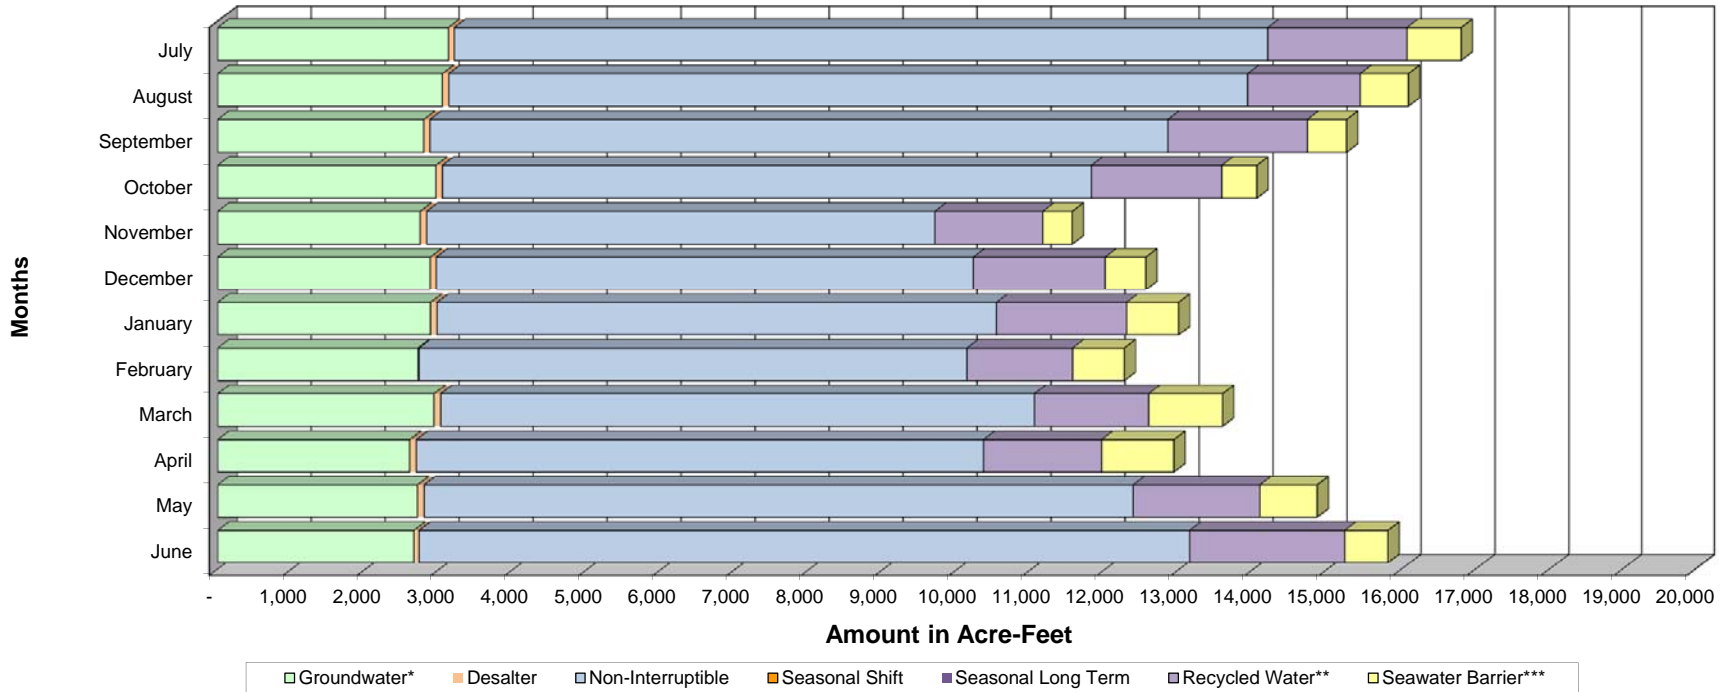 Months
July
August
September
October
November
December
January
February
March
April
May
June
- 1,000 2,000 3,000 4,000 5,000 6,000 7,000 8,000 9,000 10,000 11,000 12,000 13,000 14,000 15,000 16,000 17,000 18,000 19,000 20,000
Amount in Acre-Feet
Groundwater* Desalter Non-Interruptible Seasonal Shift Seasonal Long Term Recycled Water** Seawater Barrier***